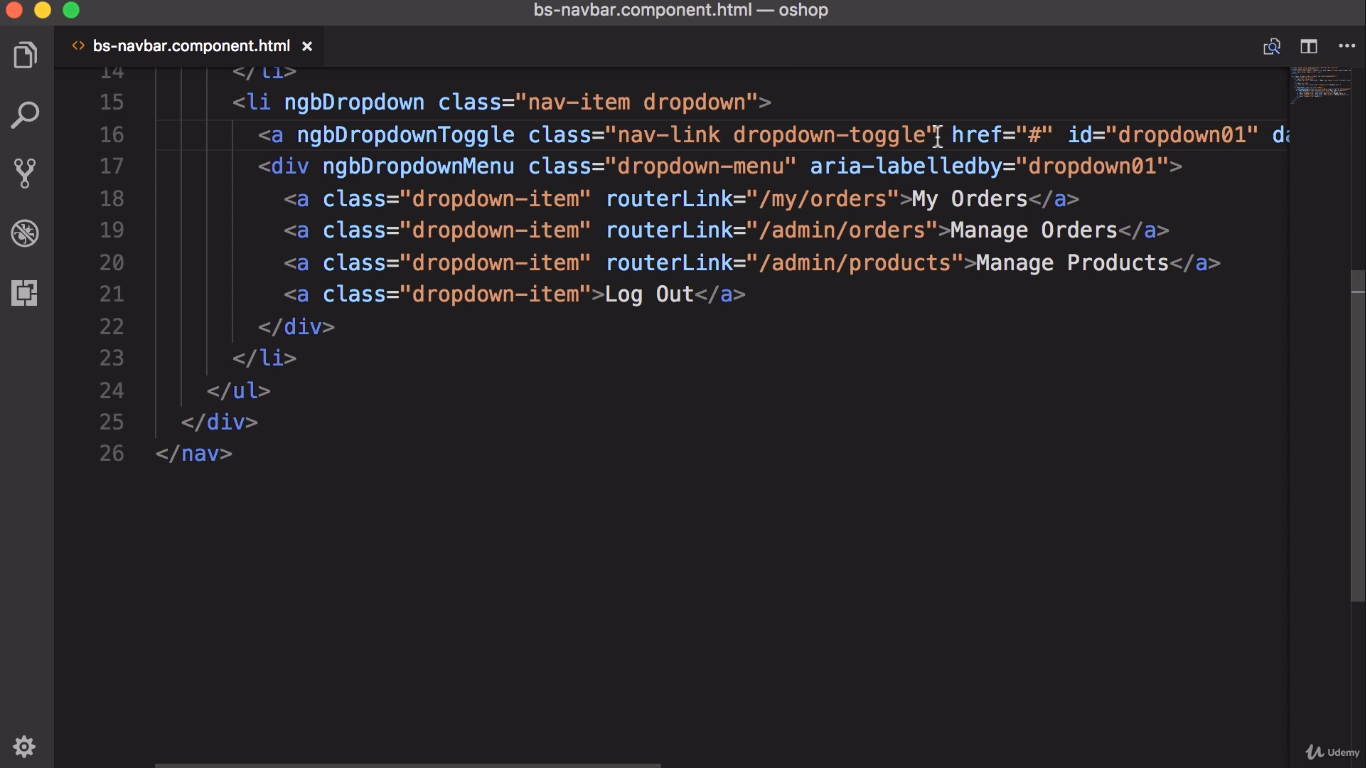 bs-navbar.component.html — oshop
<> bs-navbar.component.html ×
14 </li>
15 <li ngbDropdown class="nav-item dropdown">
16 <a ngbDropdownToggle class="nav-link dropdown-toggle" href="#" id="dropdown01" da
17 <div ngbDropdownMenu class="dropdown-menu" aria-labelledby="dropdown01">
18 <a class="dropdown-item" routerLink="/my/orders">My Orders</a>
19 <a class="dropdown-item" routerLink="/admin/orders">Manage Orders</a>
20 <a class="dropdown-item" routerLink="/admin/products">Manage Products</a>
21 <a class="dropdown-item">Log Out</a>
22 </div>
23 </li>
24 </ul>
25 </div>
26 </nav>
Udemy